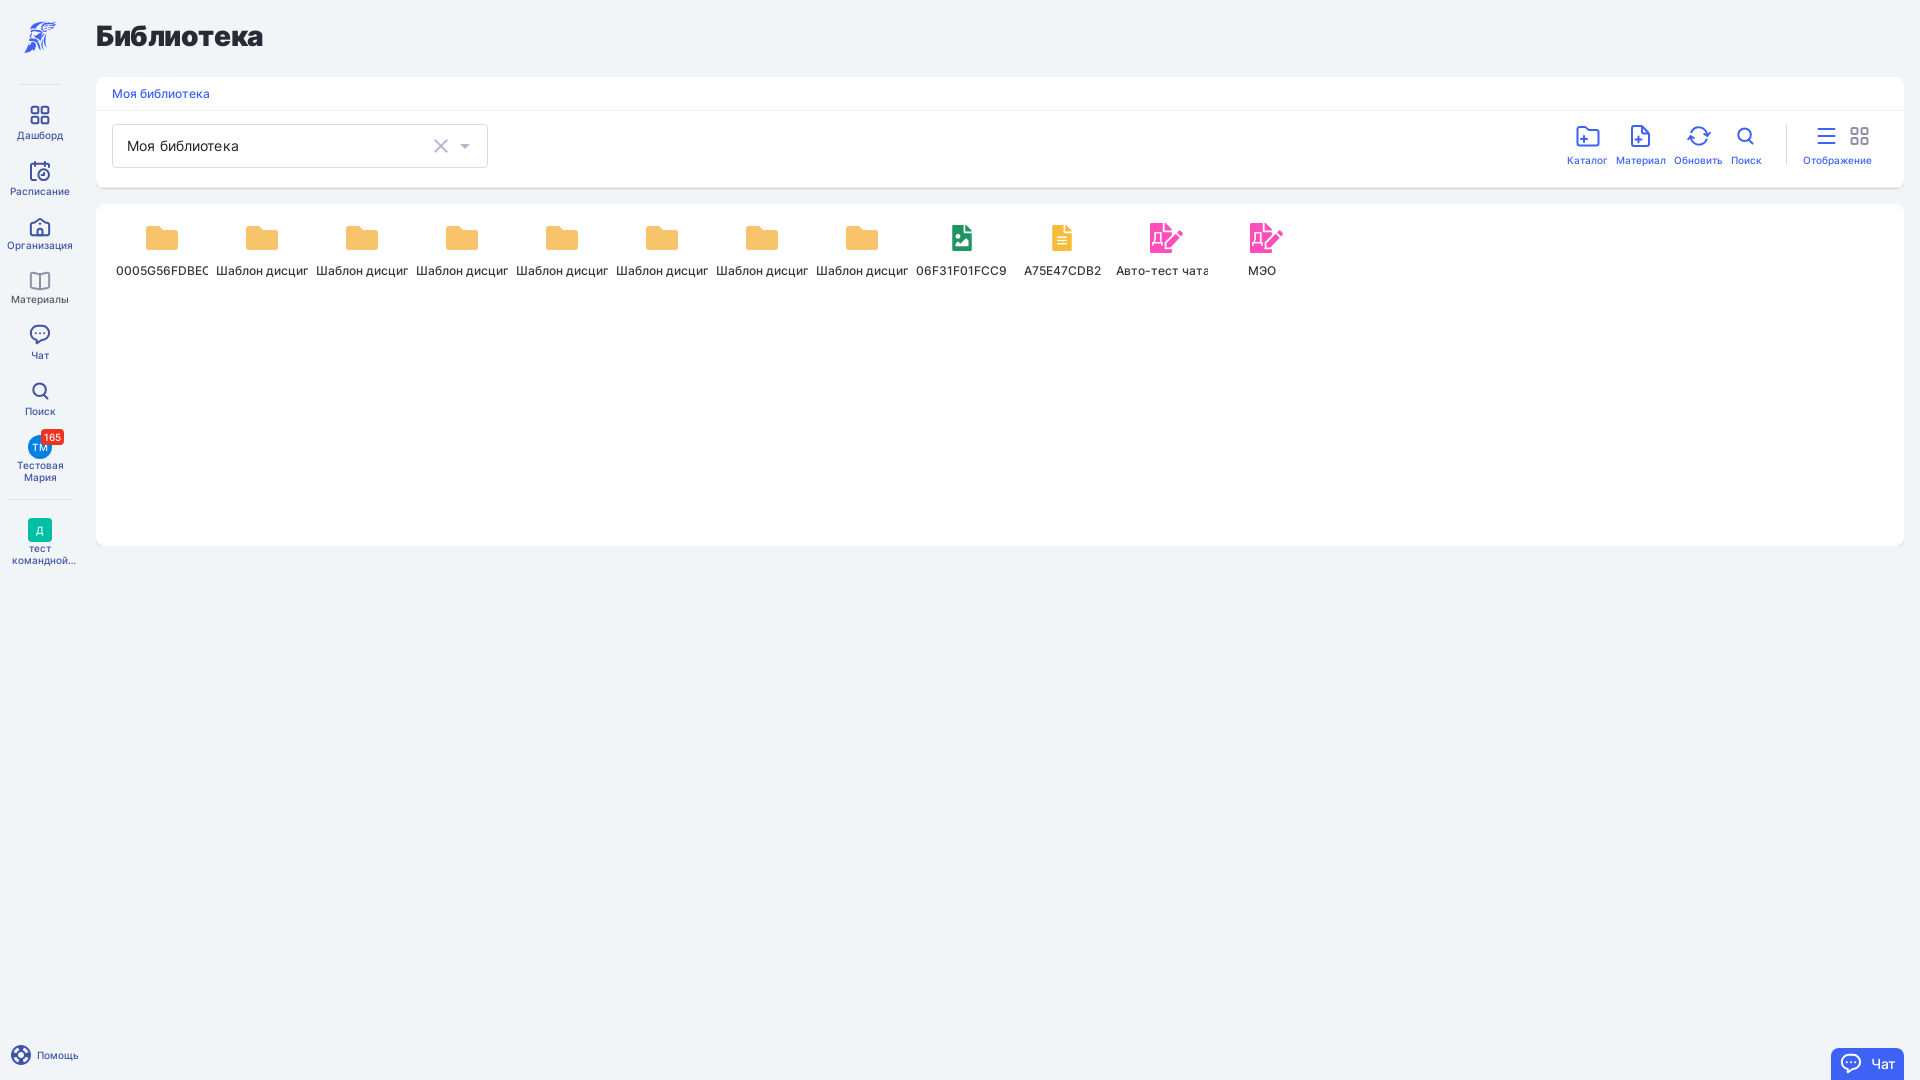 Библиотека
Моя библиотека
Моя библиотека
Каталог
Материал
Обновить
Поиск
Отображение
Дашборд
Расписание
Организация
Материалы
Чат
Поиск
165
ТМ
Тестовая
Мария
Д
тест
командной...
0005G56FDBEC
Шаблон дисцип
Шаблон дисцип
Шаблон дисцип
Шаблон дисцип
Шаблон дисцип
Шаблон дисцип
Шаблон дисцип
06F31F01FCC9
A75E47CDB2
Д
Авто-тест чата
Д
МЭО
Помощь
Чат